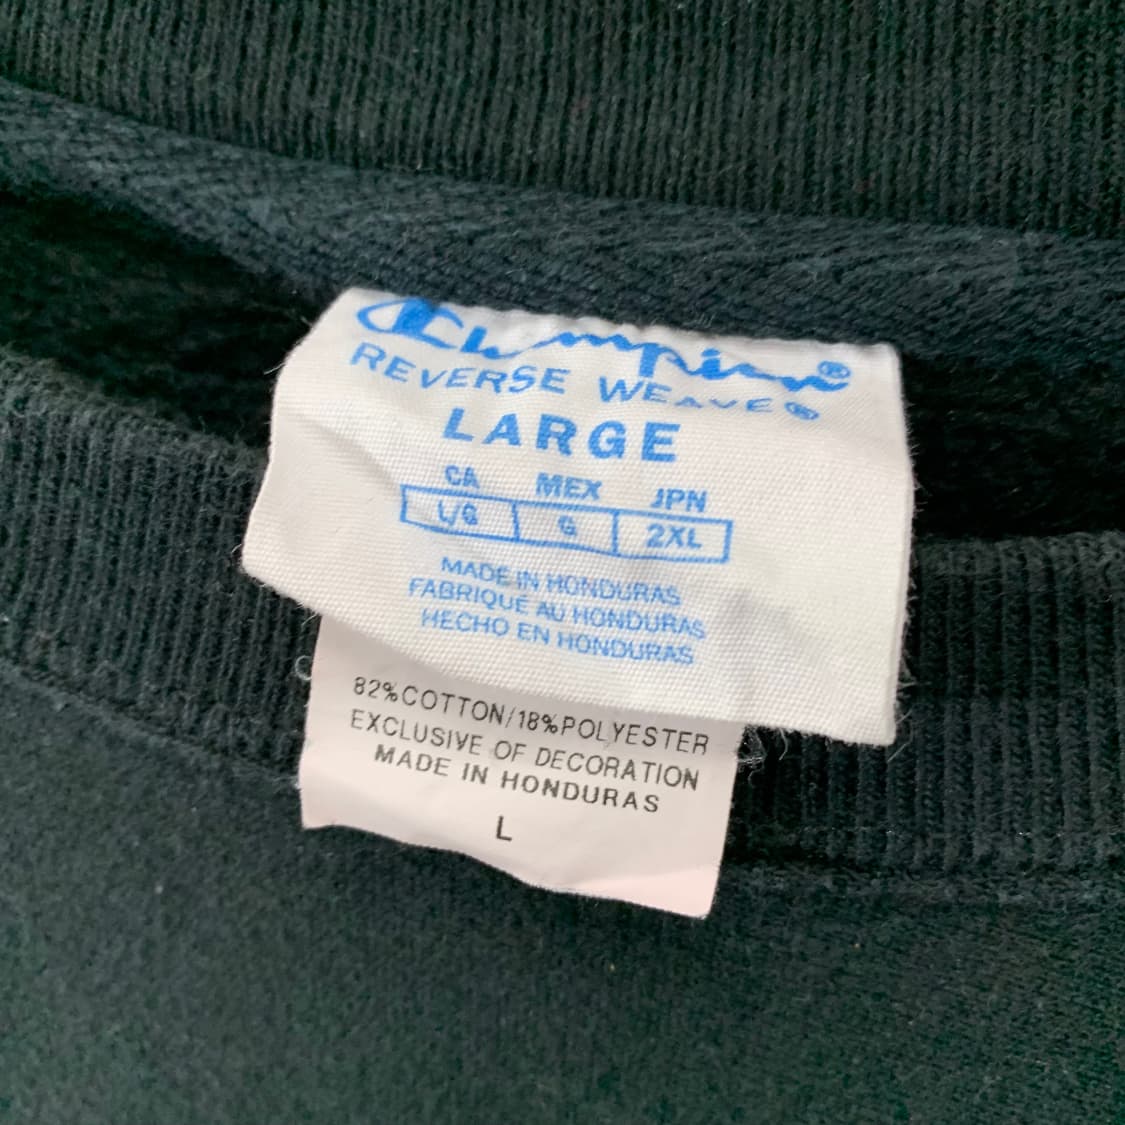 Champion®
REVERSE WEAVE®
LARGE
CA MEX JPN
L/G G 2XL
MADE IN HONDURAS
FABRIQUÉ AU HONDURAS
HECHO EN HONDURAS
82%COTTON/18%POLYESTER
EXCLUSIVE OF DECORATION
MADE IN HONDURAS
L